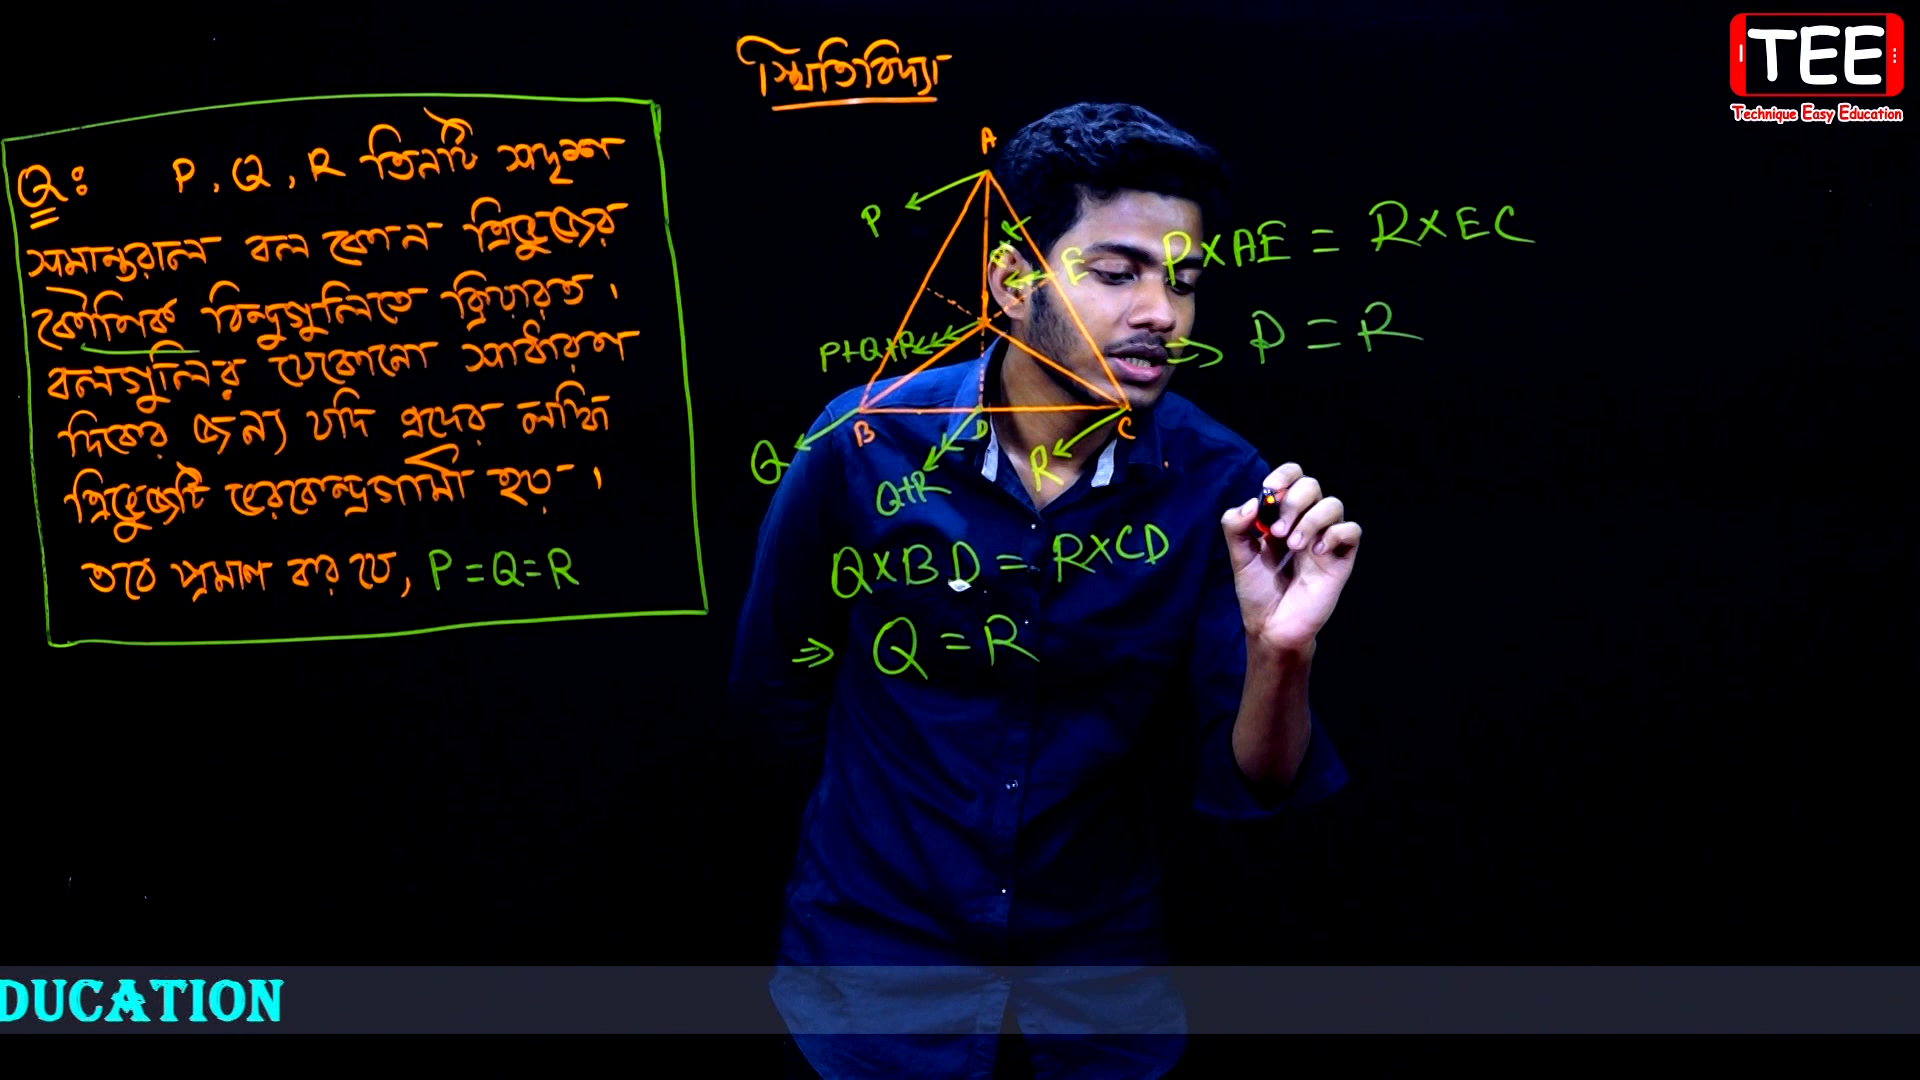 স্থিতিবিদ্যা
TEE
Technique Easy Education
Q: P, Q, R তিনটি সদৃশ
সমান্তরাল বল কোন ত্রিভুজের
কৌনিক বিন্দুগুলিতে ক্রিয়ারত।
বলগুলির যেকোনো সাধারণ
দিকের জন্য যদি এদের লব্ধি
ত্রিভুজটি ভরকেন্দ্রগামী হয়।
তবে প্রমাণ কর যে, P = Q = R
A
P
E
P+Q+R
B
D
C
Q
Q+R
R
P × AE = R × EC
⇒ P = R
Q × BD = R × CD
⇒ Q = R
DUCATION